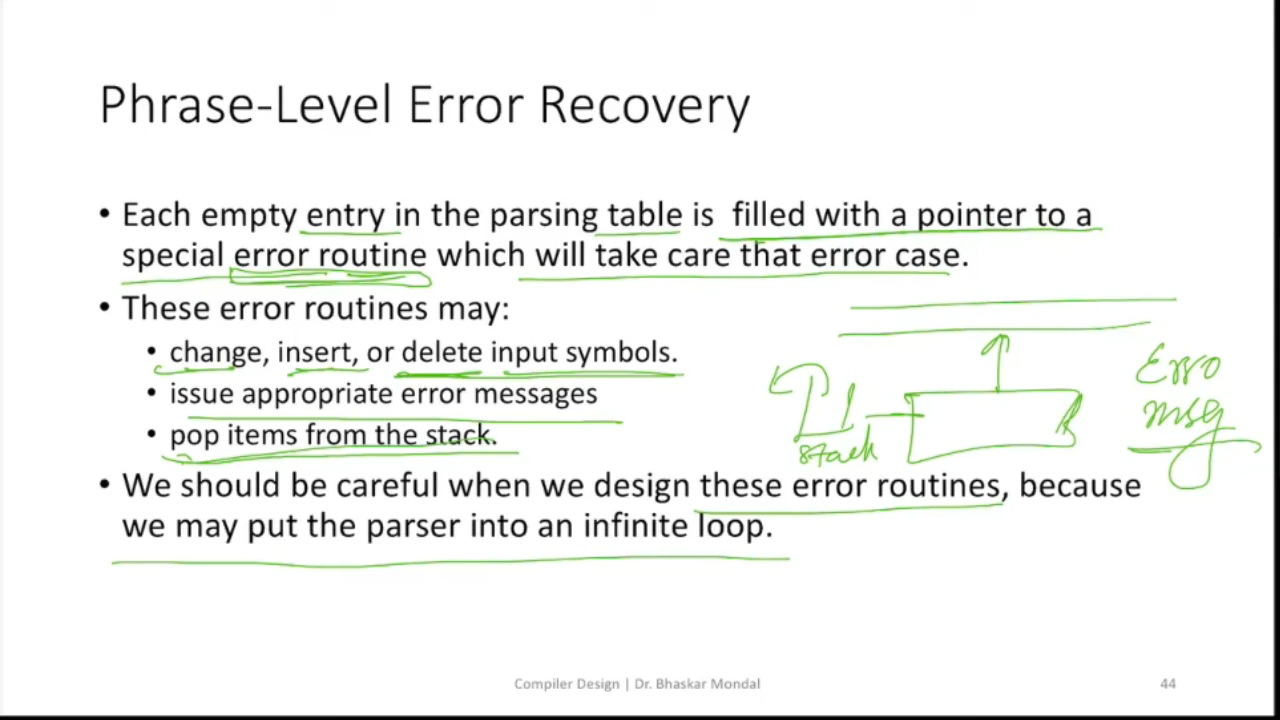 Phrase-Level Error Recovery
• Each empty entry in the parsing table is filled with a pointer to a
special error routine which will take care that error case.
• These error routines may:
• change, insert, or delete input symbols.
• issue appropriate error messages
• pop items from the stack.
stack
Erro
msg
• We should be careful when we design these error routines, because
we may put the parser into an infinite loop.
Compiler Design | Dr. Bhaskar Mondal
44